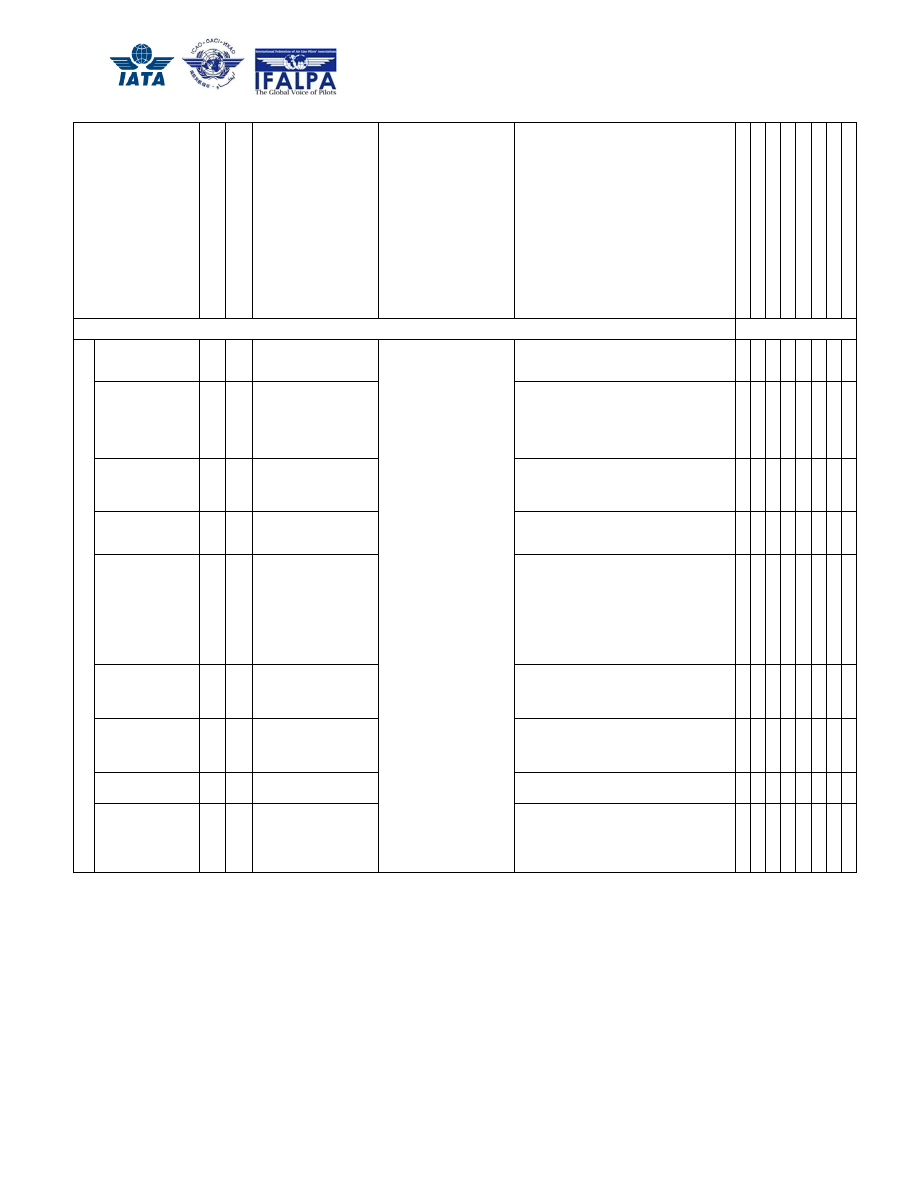 IATA
ICAO · OACI · ИКАО
International Federation of Air Line Pilots' Associations
IFALPA
The Global Voice of Pilots